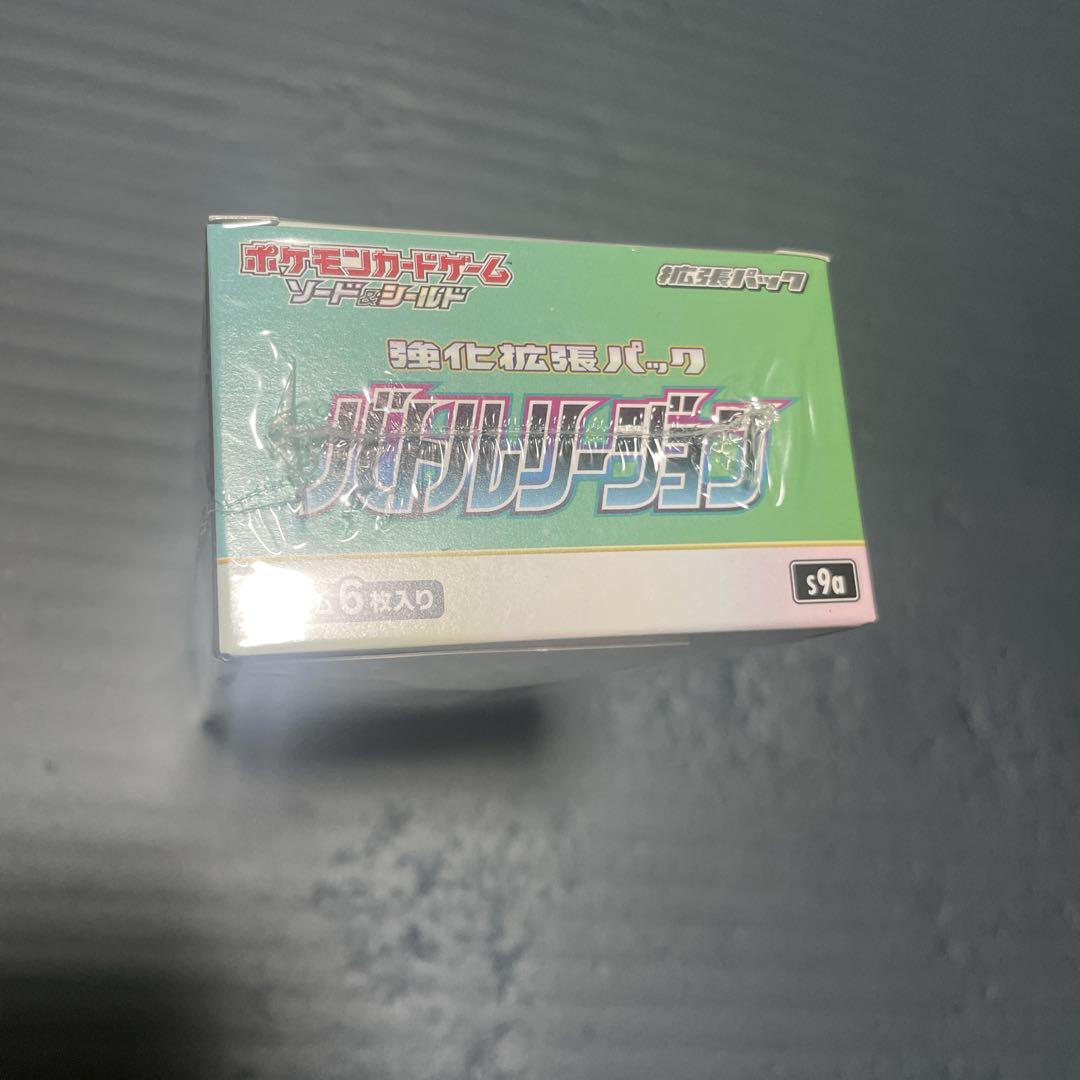 ポケモンカードゲーム
ソード&シールド
拡張パック
強化拡張パック
バトルリージョン
6枚入り
s9a